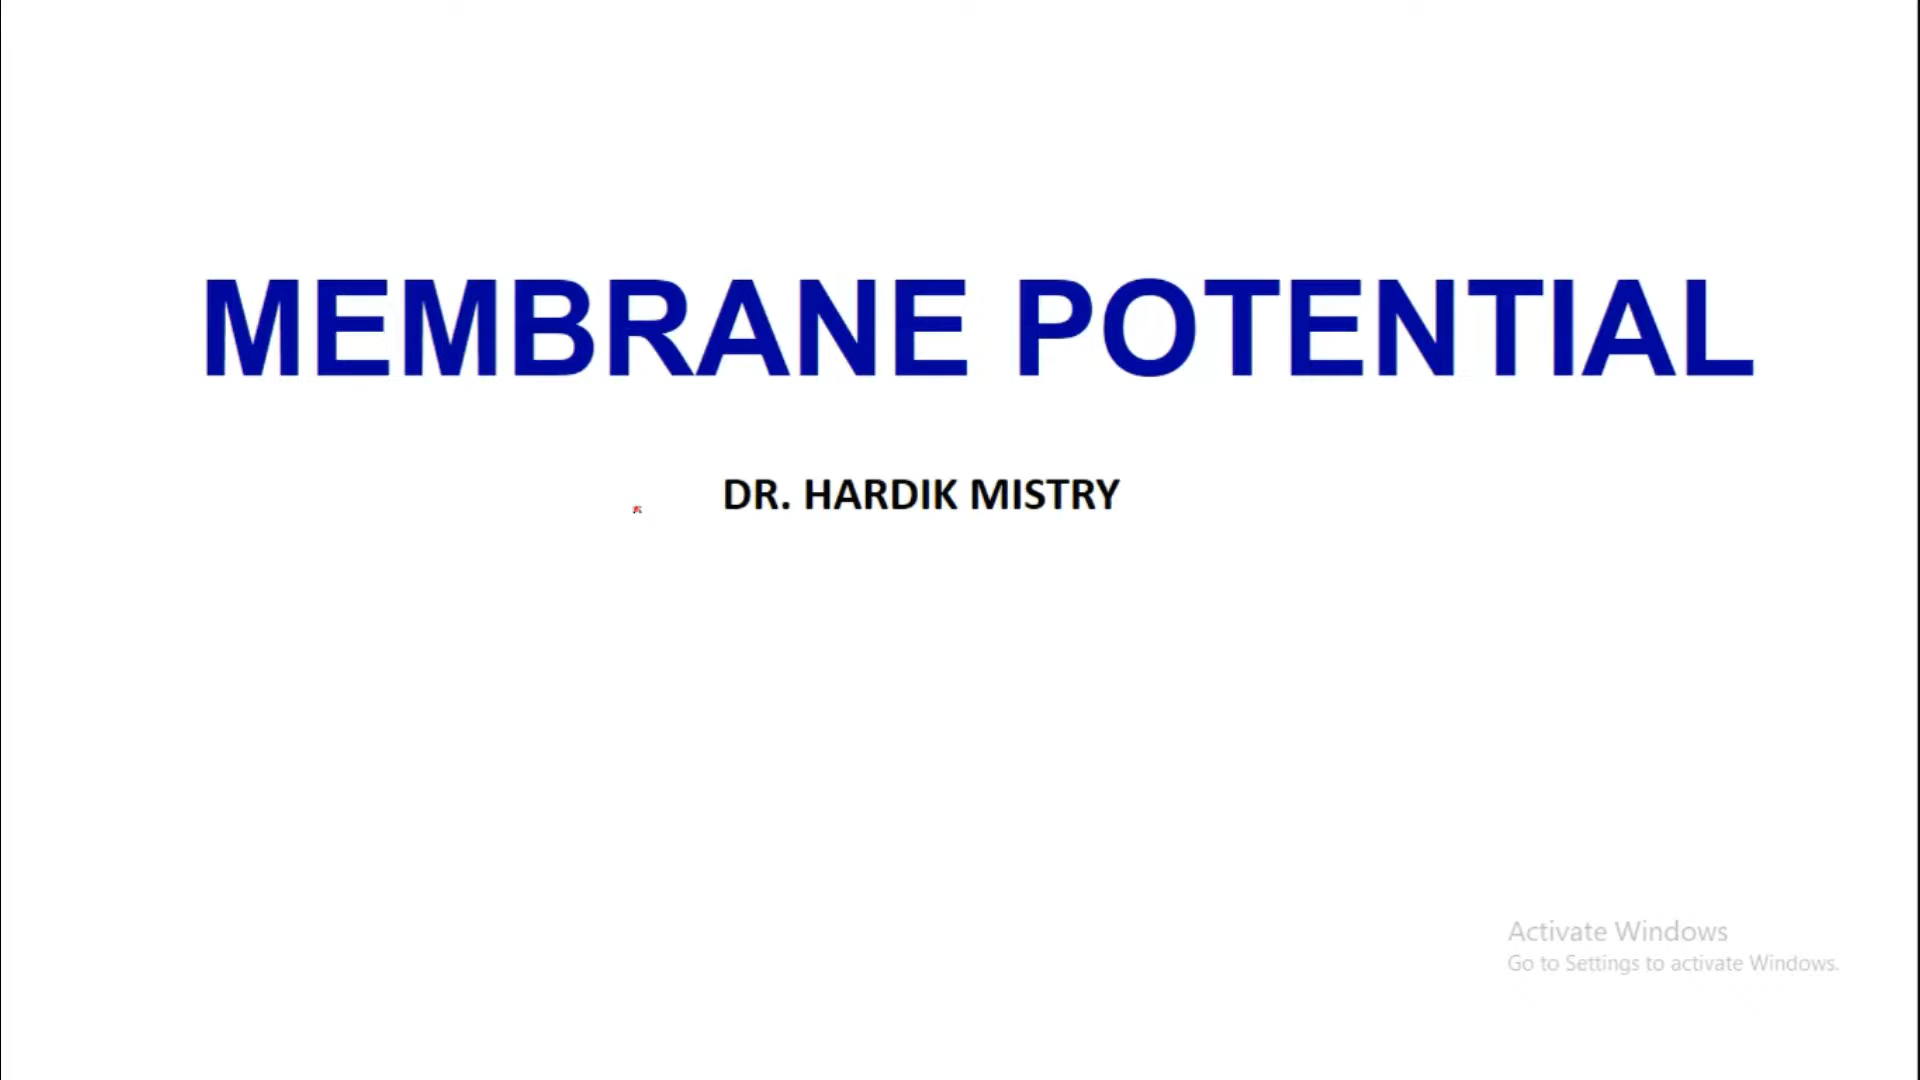 MEMBRANE POTENTIAL
DR. HARDIK MISTRY
Activate Windows
Go to Settings to activate Windows.